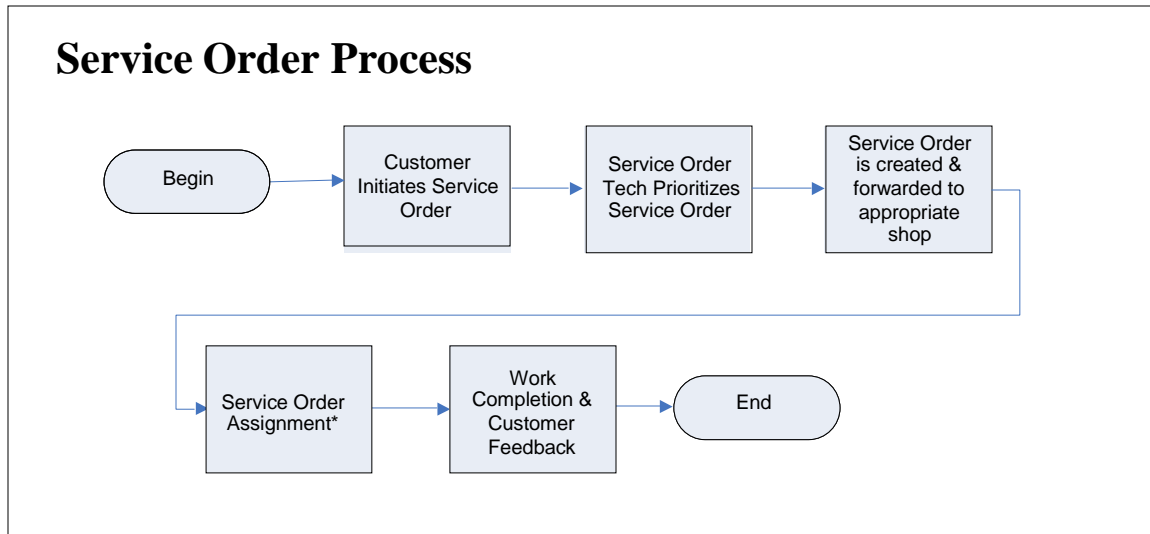 Service Order Process
Begin
Customer
Initiates Service
Order
Service Order
Tech Prioritizes
Service Order
Service Order
is created &
forwarded to
appropriate
shop
Service Order
Assignment*
Work
Completion &
Customer
Feedback
End